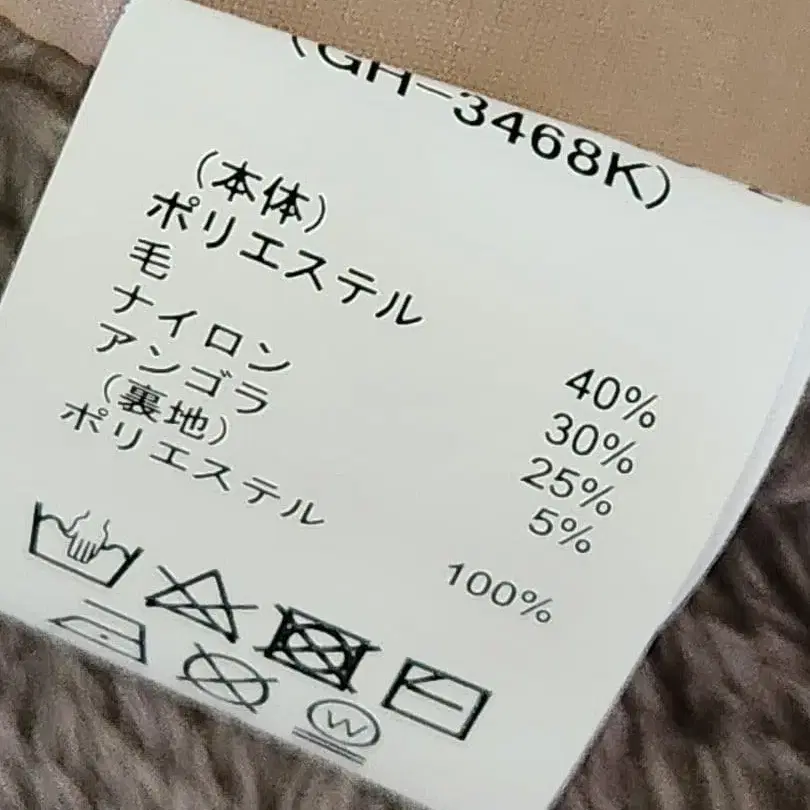 (GH-3468K)
(本体)
ポリエステル 40%
毛 30%
ナイロン 25%
アンゴラ 5%
(裏地)
ポリエステル 100%
W